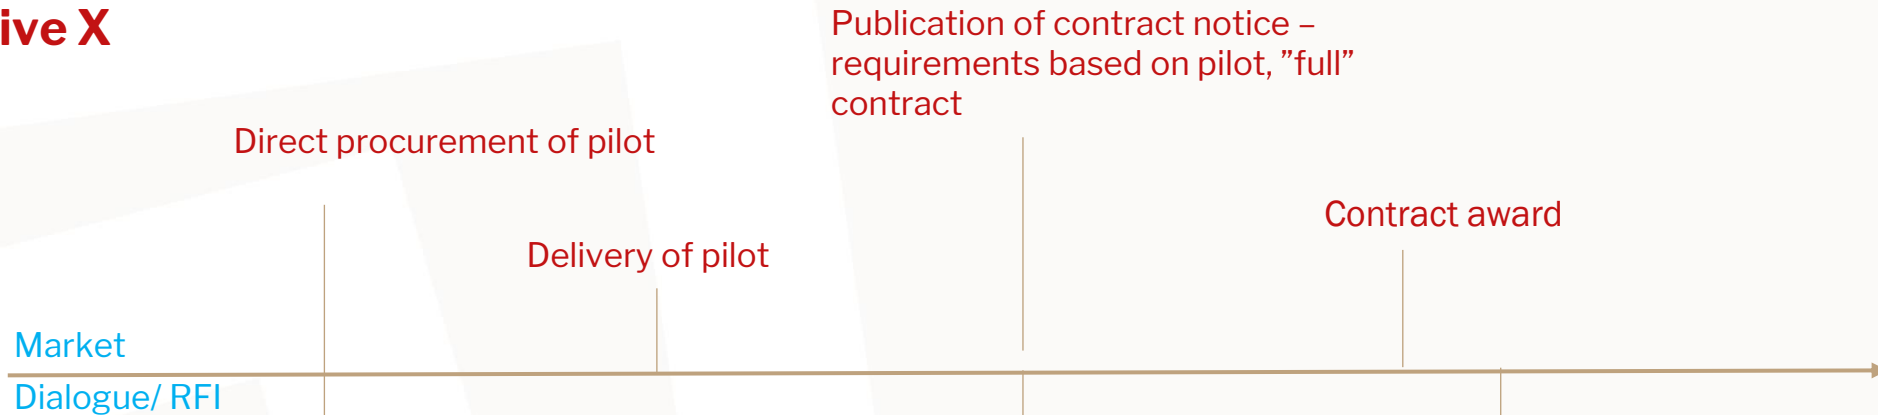 ive X
Publication of contract notice –
requirements based on pilot, ”full”
contract
Direct procurement of pilot
Contract award
Delivery of pilot
Market
Dialogue/ RFI